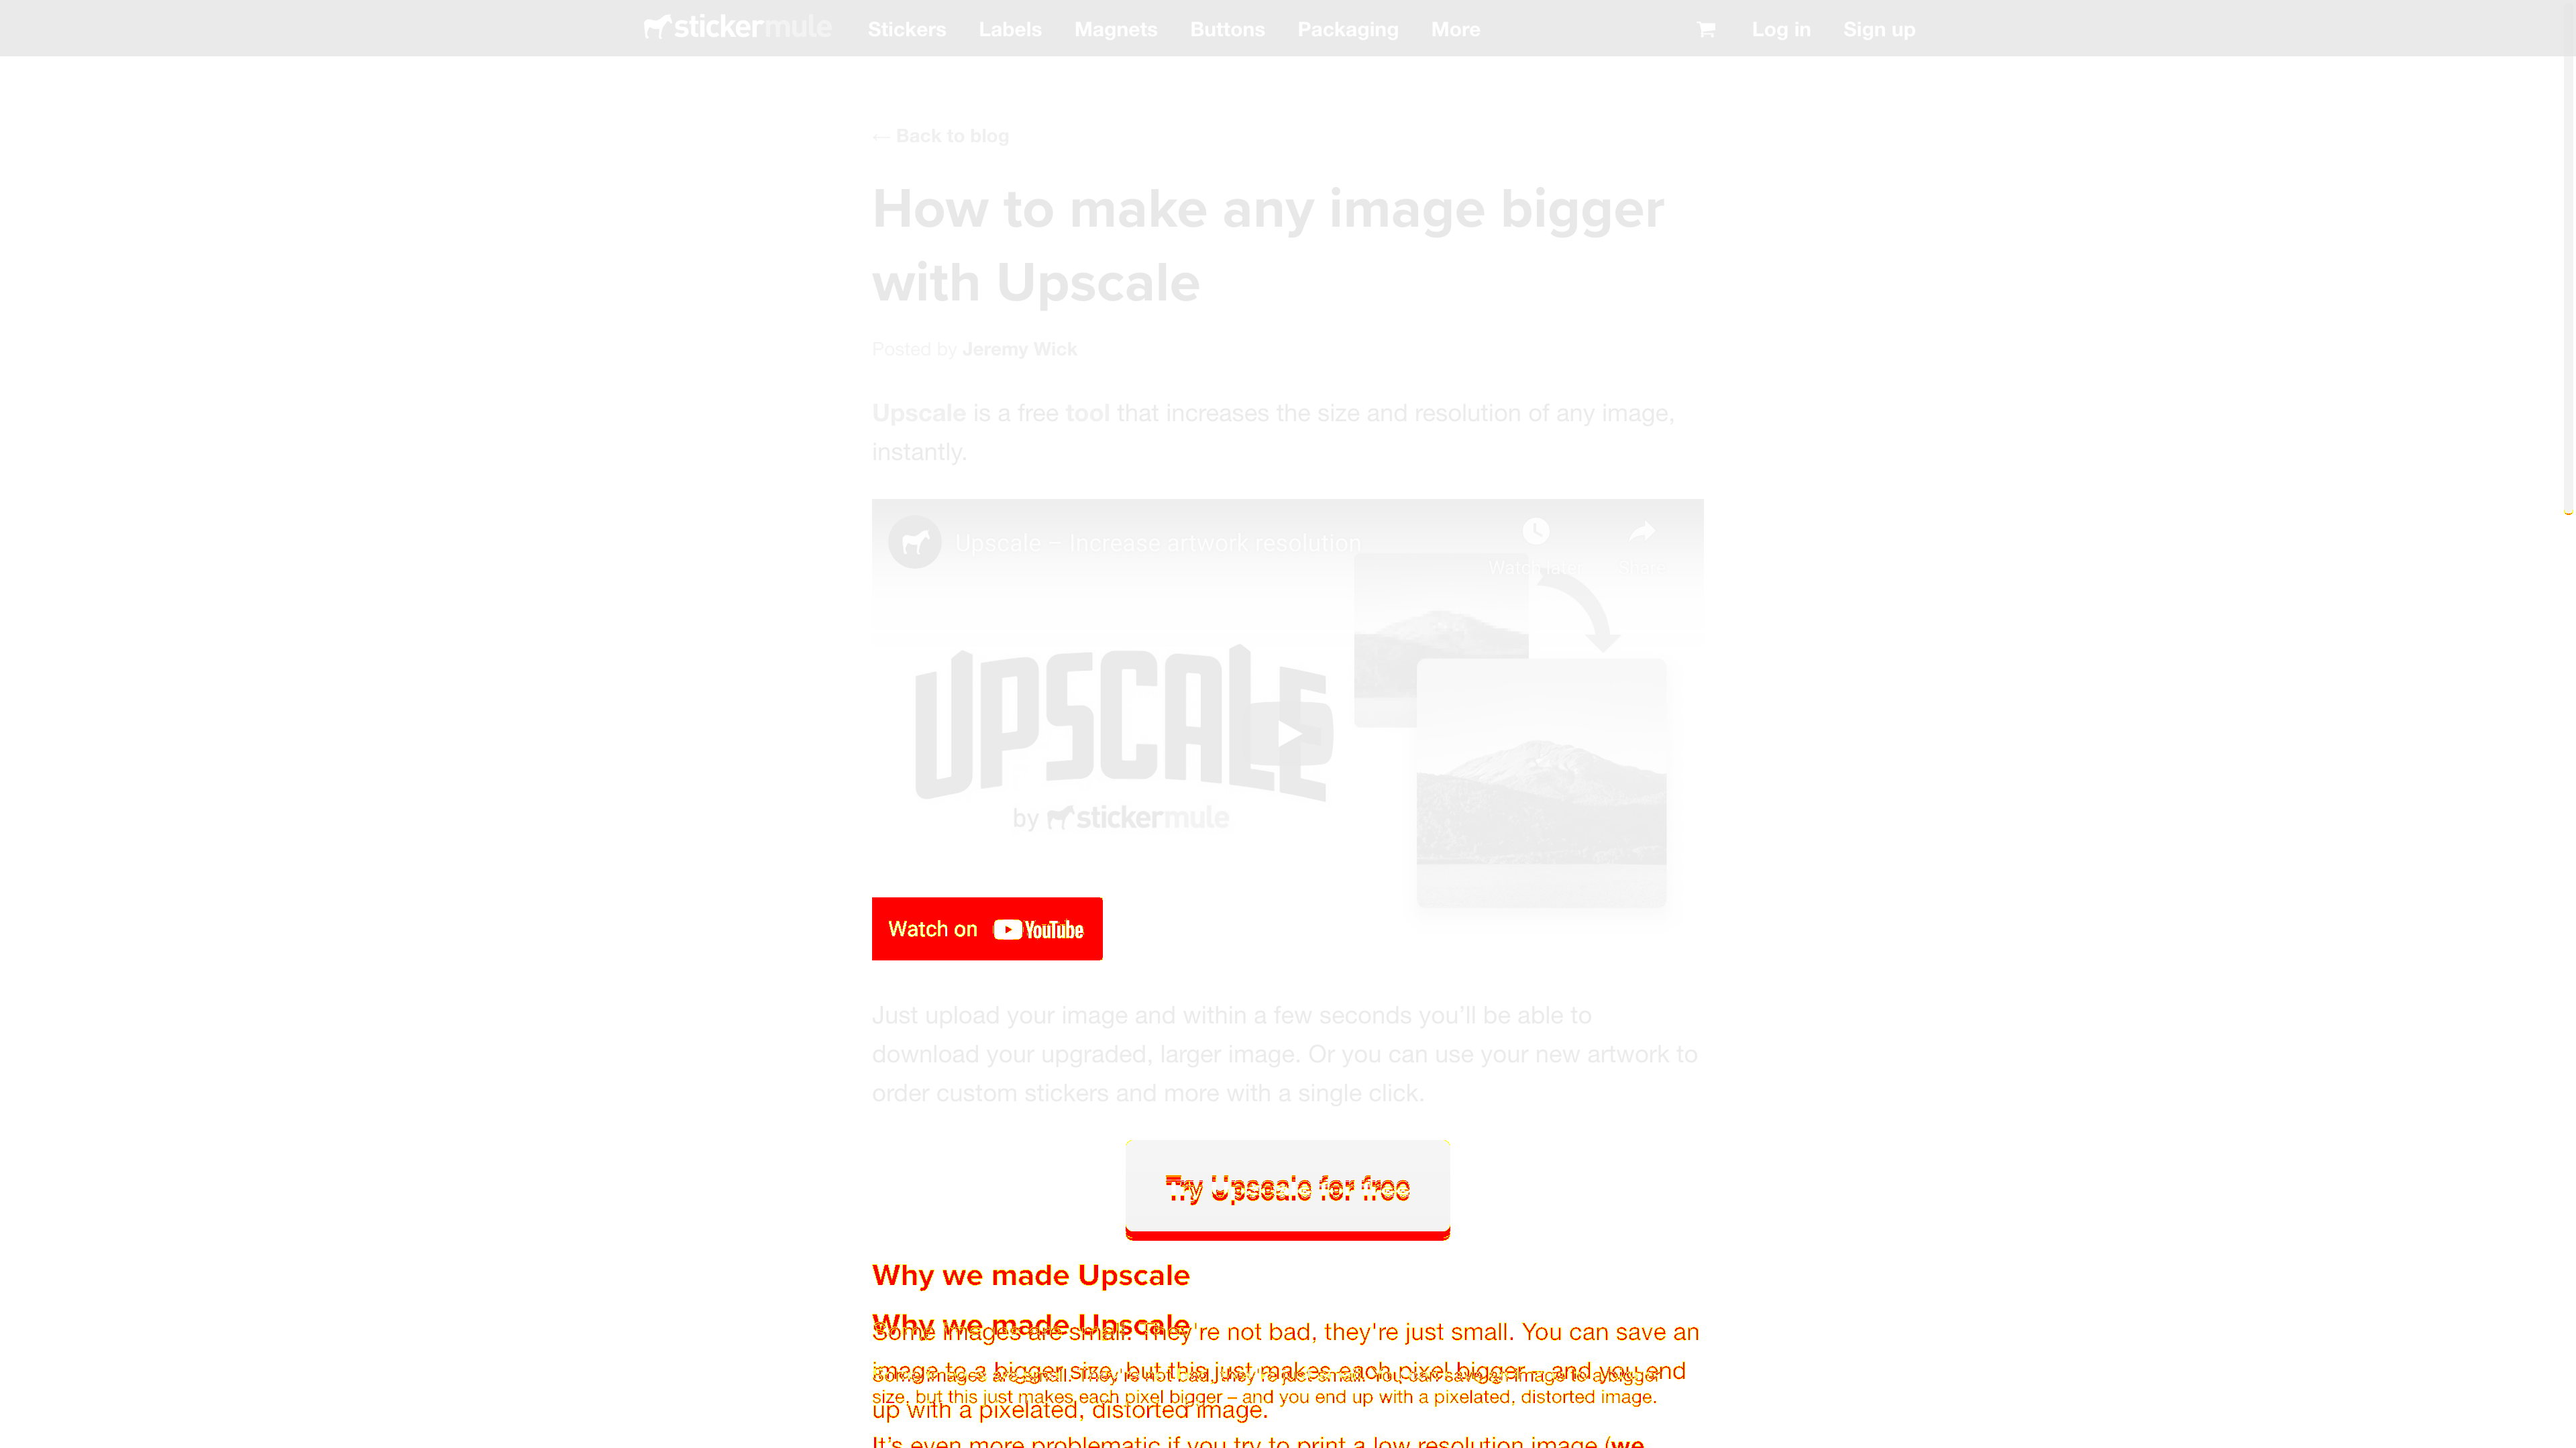 stickermule Stickers Labels Magnets Buttons Packaging More Log in Sign up
← Back to blog
How to make any image bigger
with Upscale
Posted by Jeremy Wick
Upscale is a free tool that increases the size and resolution of any image,
instantly.
Upscale – Increase artwork resolution
Watch later Share
UPSCALE
by stickermule
Watch on YouTube
Just upload your image and within a few seconds you’ll be able to
download your upgraded, larger image. Or you can use your new artwork to
order custom stickers and more with a single click.
Try Upscale for free
Why we made Upscale
Why we made Upscale
Some images are small. They're not bad, they're just small. You can save an
image to a bigger size, but this just makes each pixel bigger – and you end
Some images are small. They're not bad, they're just small. You can save an image to a bigger
size, but this just makes each pixel bigger – and you end up with a pixelated, distorted image.
up with a pixelated, distorted image.
It’s even more problematic if you try to print a low resolution image (we